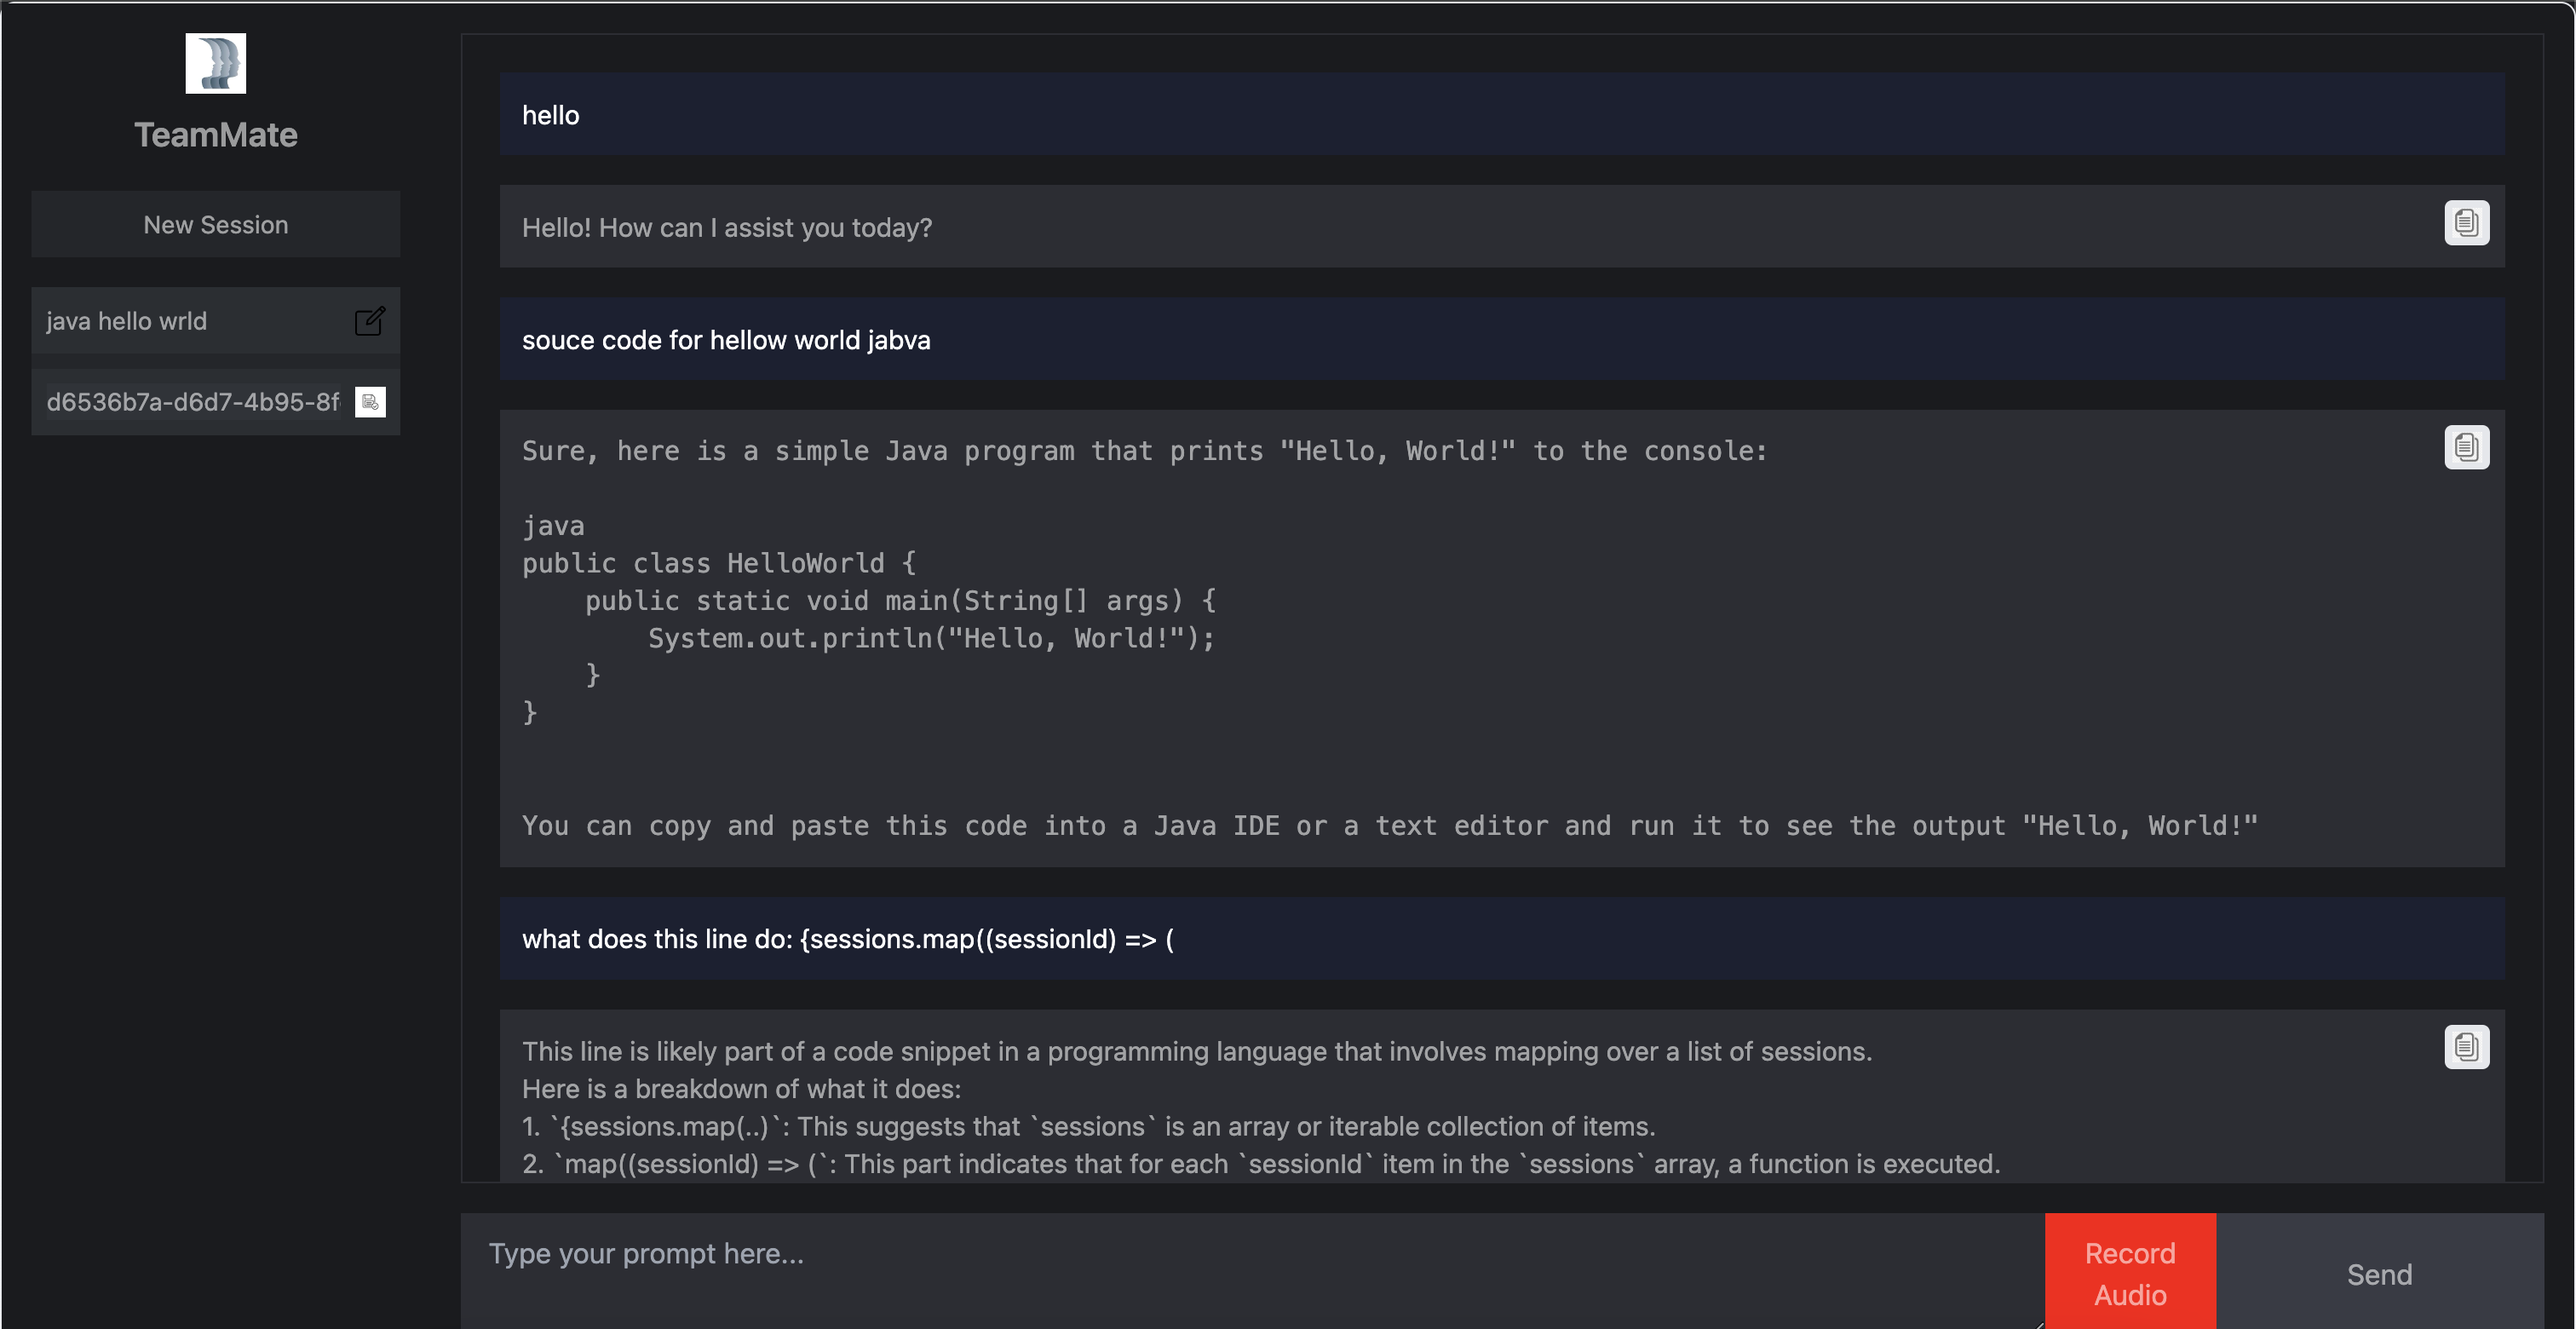 TeamMate
New Session
java hello wrld
d6536b7a-d6d7-4b95-8f
hello
Hello! How can I assist you today?
souce code for hellow world jabva
Sure, here is a simple Java program that prints "Hello, World!" to the console:
java
public class HelloWorld {
    public static void main(String[] args) {
        System.out.println("Hello, World!");
    }
}
You can copy and paste this code into a Java IDE or a text editor and run it to see the output "Hello, World!"
what does this line do: {sessions.map((sessionId) => (
This line is likely part of a code snippet in a programming language that involves mapping over a list of sessions.
Here is a breakdown of what it does:
1. `{sessions.map(..)`: This suggests that `sessions` is an array or iterable collection of items.
2. `map((sessionId) => (`: This part indicates that for each `sessionId` item in the `sessions` array, a function is executed.
Type your prompt here...
Record
Audio
Send